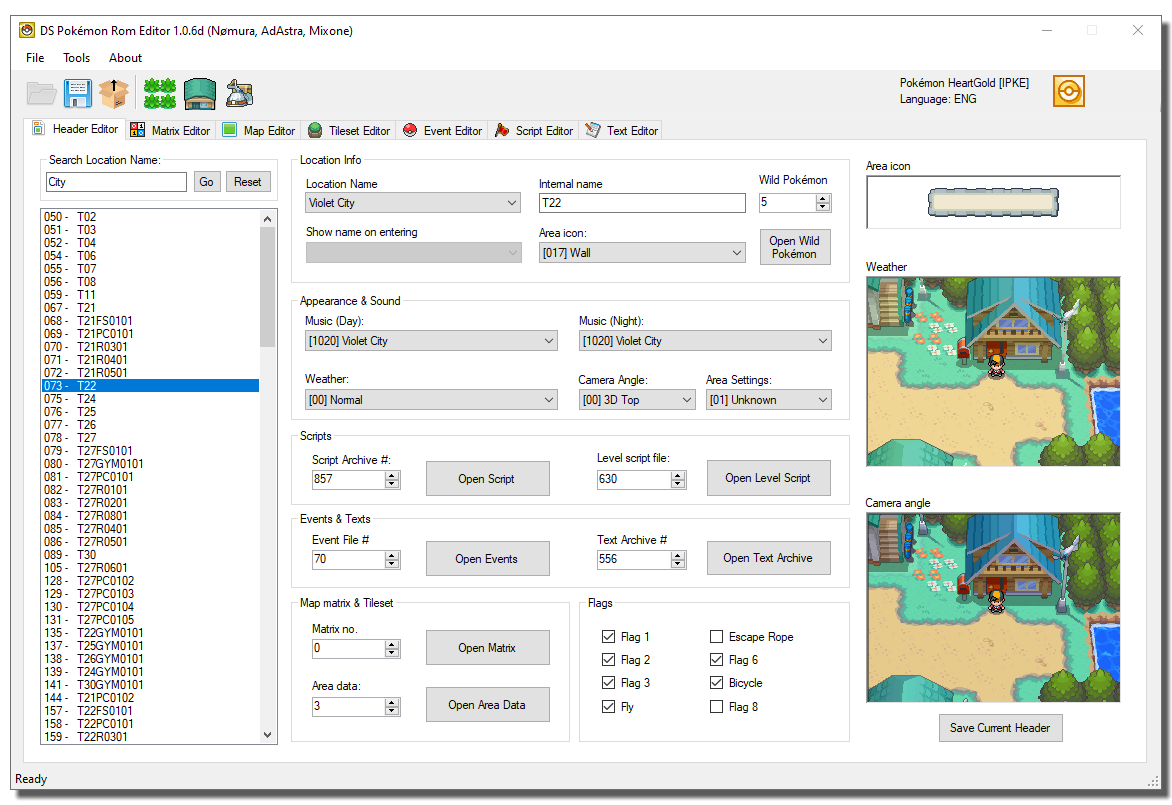 DS Pokémon Rom Editor 1.0.6d (Nømura, AdAstra, Mixone)
File Tools About
Pokémon HeartGold [IPKE]
Language: ENG
Header Editor Matrix Editor Map Editor Tileset Editor Event Editor Script Editor Text Editor
Search Location Name:
City Go Reset
050 - T02
051 - T03
052 - T04
054 - T06
055 - T07
056 - T08
059 - T11
067 - T21
068 - T21FS0101
069 - T21PC0101
070 - T21R0301
071 - T21R0401
072 - T21R0501
073 - T22
075 - T24
076 - T25
077 - T26
078 - T27
079 - T27FS0101
080 - T27GYM0101
081 - T27PC0101
082 - T27R0101
083 - T27R0201
084 - T27R0801
085 - T27R0401
086 - T27R0501
089 - T30
105 - T27R0601
128 - T27PC0102
129 - T27PC0103
130 - T27PC0104
131 - T27PC0105
135 - T22GYM0101
137 - T25GYM0101
138 - T26GYM0101
139 - T24GYM0101
141 - T30GYM0101
144 - T21PC0102
157 - T22FS0101
158 - T22PC0101
159 - T22R0301
Location Info
Location Name Internal name Wild Pokémon
Violet City T22 5
Show name on entering Area icon: Open Wild Pokémon
[017] Wall
Appearance & Sound
Music (Day): Music (Night):
[1020] Violet City [1020] Violet City
Weather: Camera Angle: Area Settings:
[00] Normal [00] 3D Top [01] Unknown
Scripts
Script Archive #: Level script file:
857 Open Script 630 Open Level Script
Events & Texts
Event File # Text Archive #
70 Open Events 556 Open Text Archive
Map matrix & Tileset
Matrix no.
0 Open Matrix
Area data:
3 Open Area Data
Flags
Flag 1 Escape Rope
Flag 2 Flag 6
Flag 3 Bicycle
Fly Flag 8
Area icon
Weather
Camera angle
Save Current Header
Ready